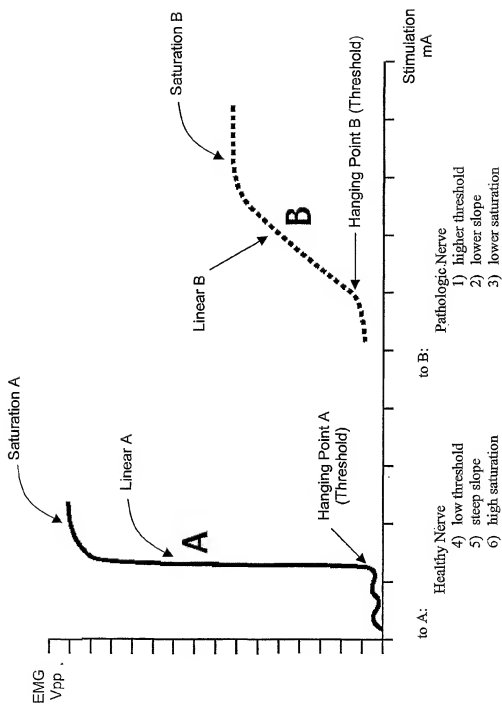 EMG
Vpp
Saturation A
Linear A
A
Hanging Point A
(Threshold)
Saturation B
Linear B
B
Hanging Point B (Threshold)
Stimulation
mA
to A:
Healthy Nerve
4) low threshold
5) steep slope
6) high saturation
to B:
Pathologic.Nerve
1) higher threshold
2) lower slope
3) lower saturation